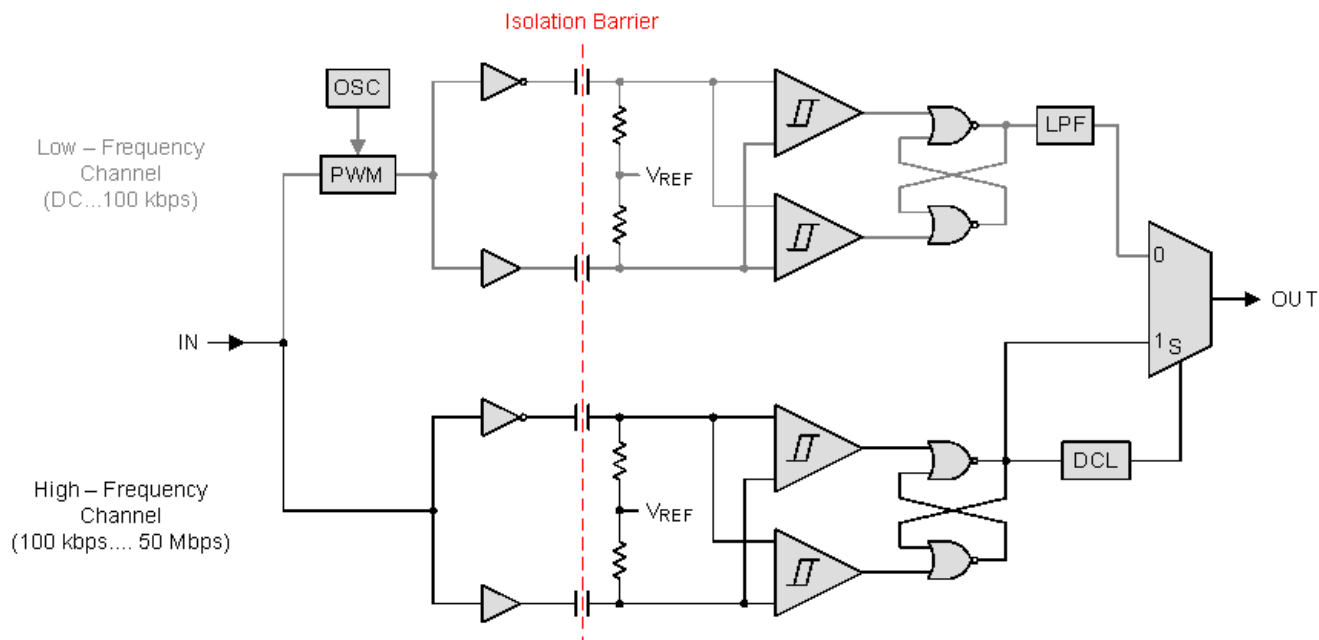 Isolation Barrier
OSC
Low – Frequency
Channel
(DC...100 kbps)
PWM
VREF
LPF
0
OUT
IN
1 S
High – Frequency
Channel
(100 kbps.... 50 Mbps)
VREF
DCL